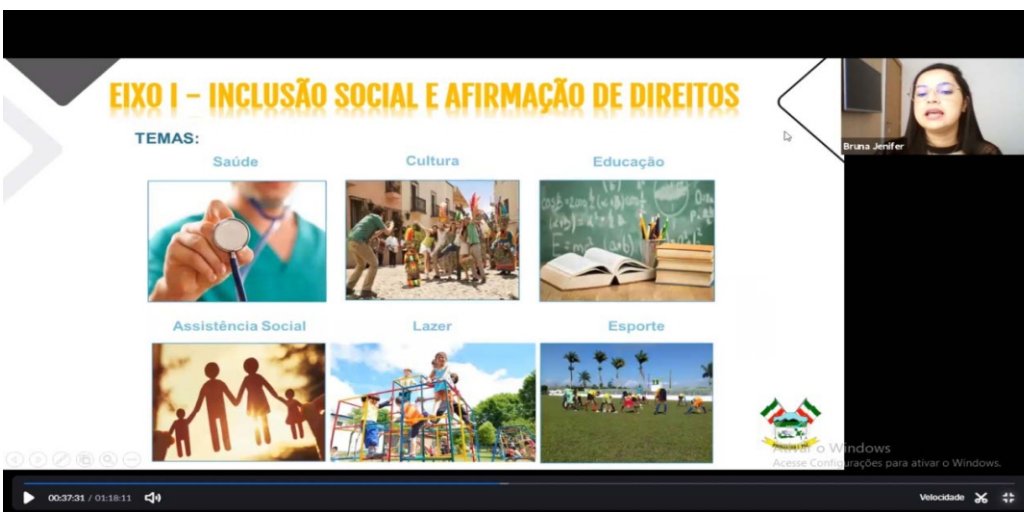 EIXO I – INCLUSÃO SOCIAL E AFIRMAÇÃO DE DIREITOS
TEMAS:
Saúde
Cultura
Educação
Bruna Jenifer
Assistência Social
Lazer
Esporte
Ativar o Windows
Acesse Configurações para ativar o Windows.
00:37:31 / 01:18:11
Velocidade